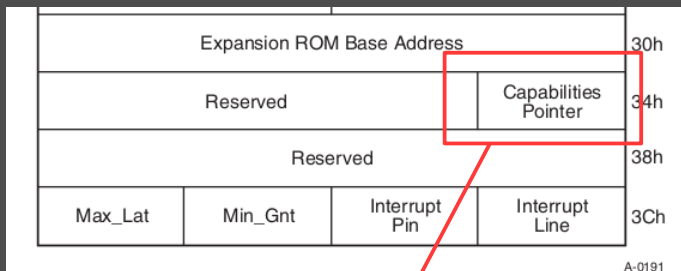 Expansion ROM Base Address
30h
Reserved
Capabilities
Pointer
34h
Reserved
38h
Max_Lat
Min_Gnt
Interrupt
Pin
Interrupt
Line
3Ch
A-0191